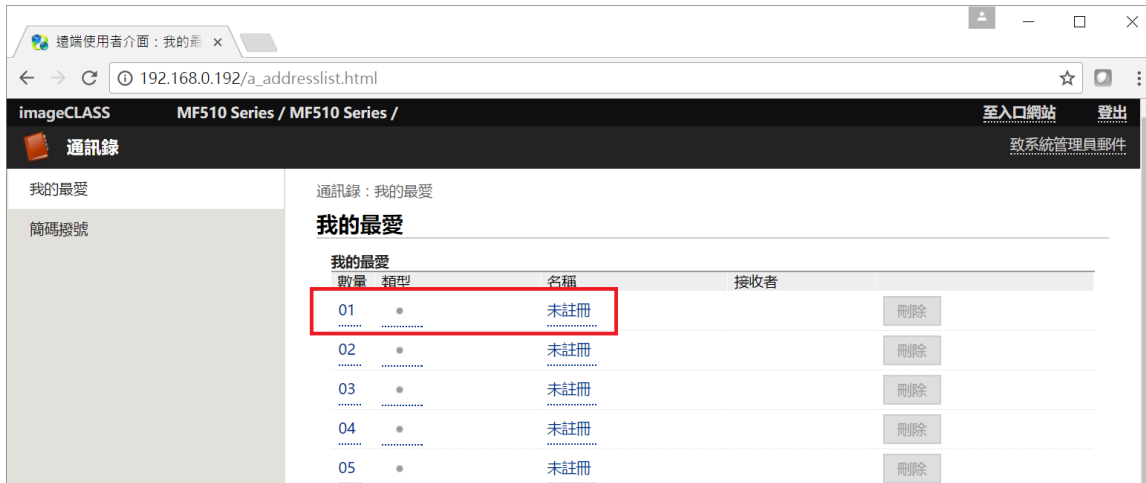 遠端使用者介面：我的最
192.168.0.192/a_addresslist.html
imageCLASS MF510 Series / MF510 Series / 至入口網站 登出
通訊錄 致系統管理員郵件
我的最愛
簡碼撥號
通訊錄：我的最愛
我的最愛
我的最愛
數量 類型 名稱 接收者
01 未註冊 刪除
02 未註冊 刪除
03 未註冊 刪除
04 未註冊 刪除
05 未註冊 刪除